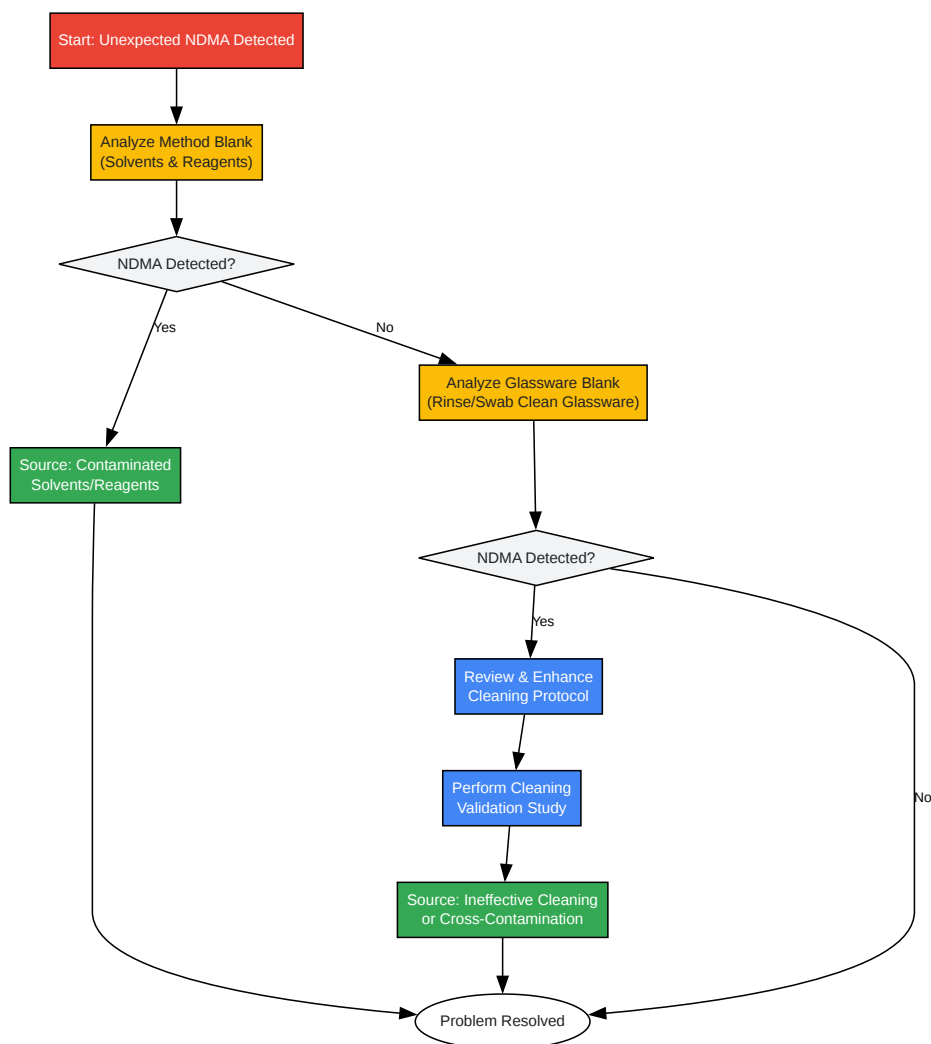 Start: Unexpected NDMA Detected
Analyze Method Blank
(Solvents & Reagents)
NDMA Detected?
Yes
No
Analyze Glassware Blank
(Rinse/Swab Clean Glassware)
Source: Contaminated
Solvents/Reagents
NDMA Detected?
Yes
Review & Enhance
Cleaning Protocol
Perform Cleaning
Validation Study
No
Source: Ineffective Cleaning
or Cross-Contamination
Problem Resolved